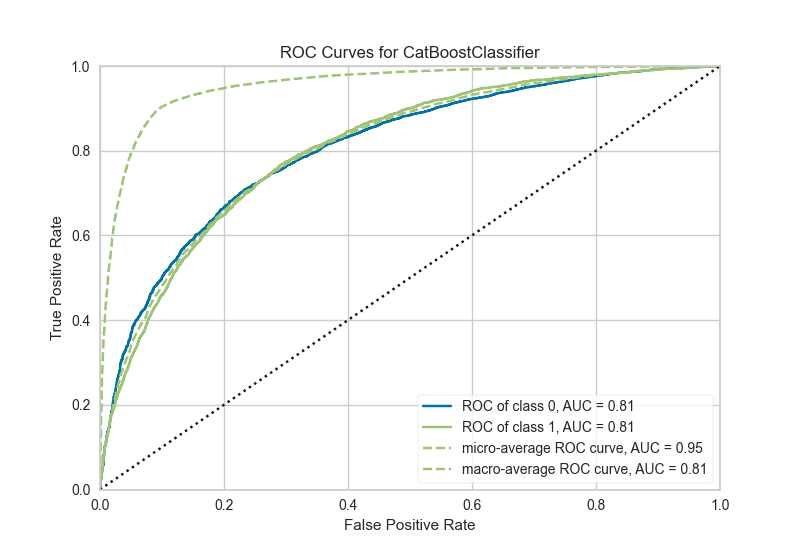 ROC Curves for CatBoostClassifier
1.0
0.8
0.6
0.4
0.2
0.0
True Positive Rate
ROC of class 0, AUC = 0.81
ROC of class 1, AUC = 0.81
micro-average ROC curve, AUC = 0.95
macro-average ROC curve, AUC = 0.81
0.0 0.2 0.4 0.6 0.8 1.0
False Positive Rate